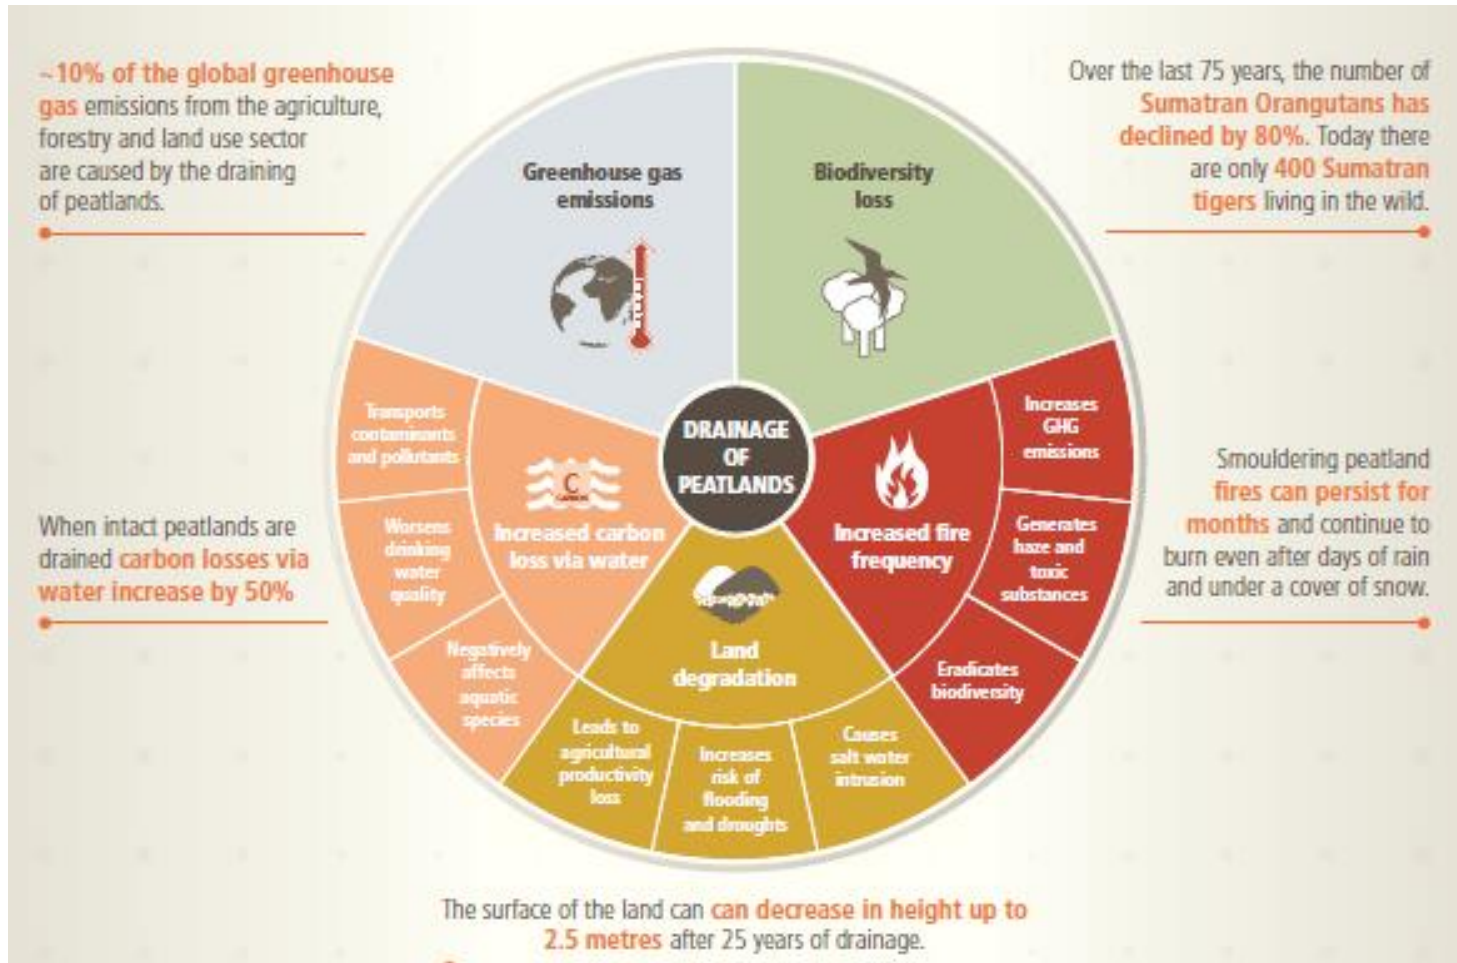 ~10% of the global greenhouse
gas emissions from the agriculture,
forestry and land use sector
are caused by the draining
of peatlands.
Over the last 75 years, the number of
Sumatran Orangutans has
declined by 80%. Today there
are only 400 Sumatran
tigers living in the wild.
Greenhouse gas
emissions
Biodiversity
loss
DRAINAGE
OF
PEATLANDS
Transports
contaminants
and pollutants
Worsens
drinking
water
quality
Negatively
affects
aquatic
species
C
CARBON
Increased carbon
loss via water
When intact peatlands are
drained carbon losses via
water increase by 50%
Increased fire
frequency
Increases
GHG
emissions
Generates
haze and
toxic
substances
Eradicates
biodiversity
Smouldering peatland
fires can persist for
months and continue to
burn even after days of rain
and under a cover of snow.
Land
degradation
Leads to
agricultural
productivity
loss
Increases
risk of
flooding
and droughts
Causes
salt water
intrusion
The surface of the land can can decrease in height up to
2.5 metres after 25 years of drainage.